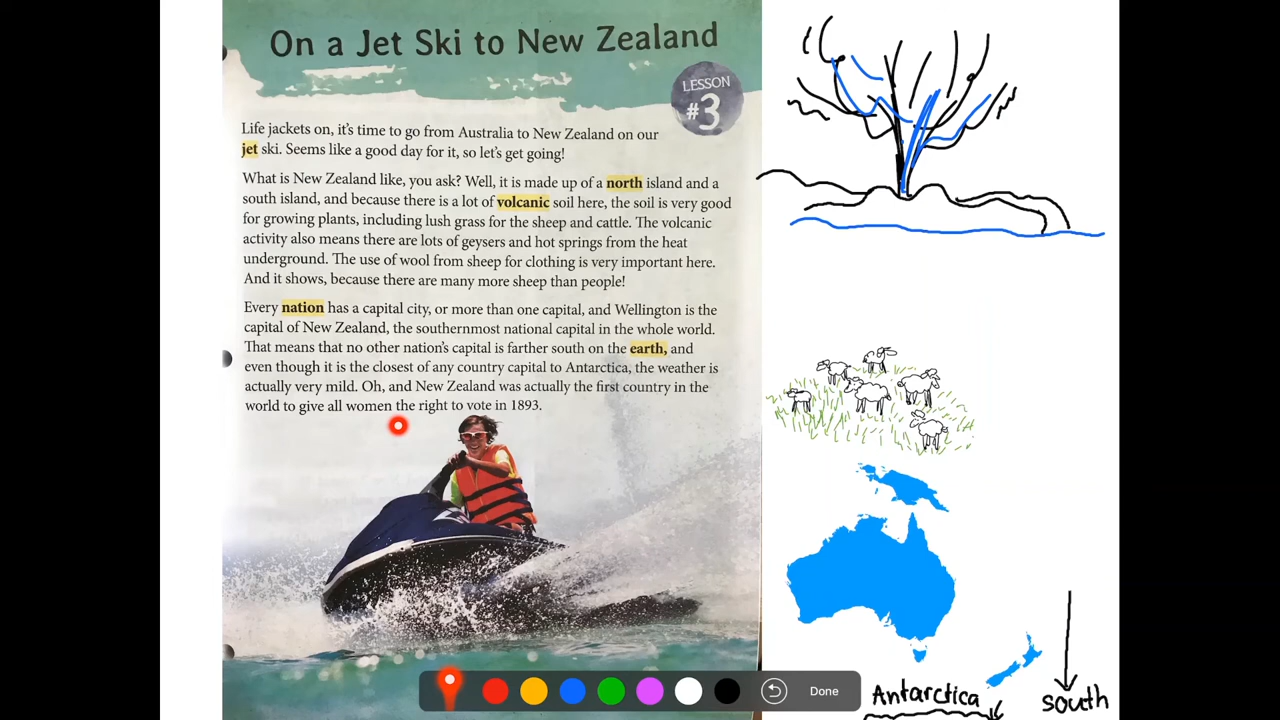 On a Jet Ski to New Zealand
LESSON
#3
Life jackets on, it's time to go from Australia to New Zealand on our
jet ski. Seems like a good day for it, so let's get going!
What is New Zealand like, you ask? Well, it is made up of a north island and a
south island, and because there is a lot of volcanic soil here, the soil is very good
for growing plants, including lush grass for the sheep and cattle. The volcanic
activity also means there are lots of geysers and hot springs from the heat
underground. The use of wool from sheep for clothing is very important here.
And it shows, because there are many more sheep than people!
Every nation has a capital city, or more than one capital, and Wellington is the
capital of New Zealand, the southernmost national capital in the whole world.
That means that no other nation's capital is farther south on the earth, and
even though it is the closest of any country capital to Antarctica, the weather is
actually very mild. Oh, and New Zealand was actually the first country in the
world to give all women the right to vote in 1893.
Done
Antarctica
south